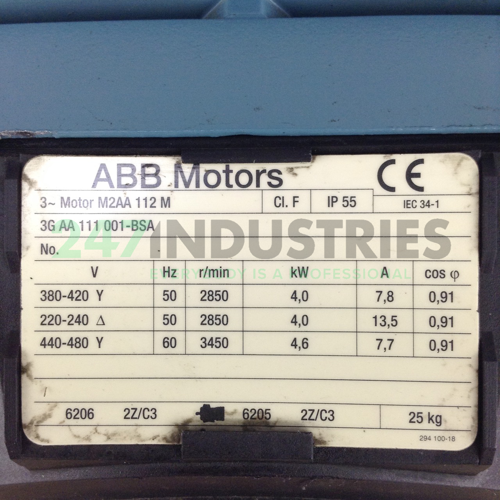 ABB Motors CE
3~ Motor M2AA 112 M Cl. F IP 55 IEC 34-1
3G AA 111 001-BSA
247 INDUSTRIES
No.
EVERYBODY IS A PROFESSIONAL
V Hz r/min kW A cos φ
380-420 Y 50 2850 4,0 7,8 0,91
220-240 Δ 50 2850 4,0 13,5 0,91
440-480 Y 60 3450 4,6 7,7 0,91
6206 2Z/C3 6205 2Z/C3 25 kg
294 100-18